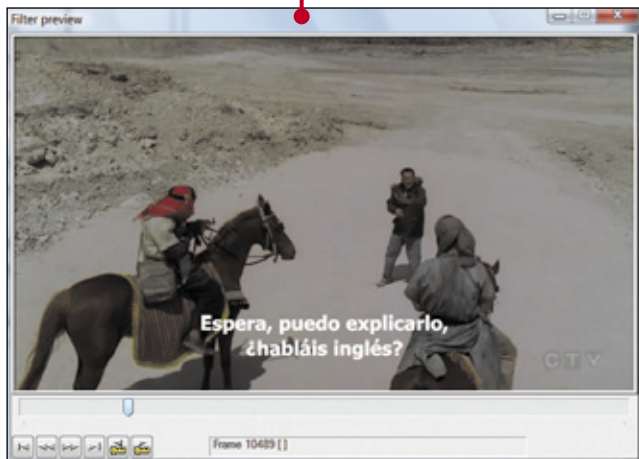 Filter preview
Espera, puedo explicarlo,
¿habláis inglés?
CTV
Frame 10489 [ ]